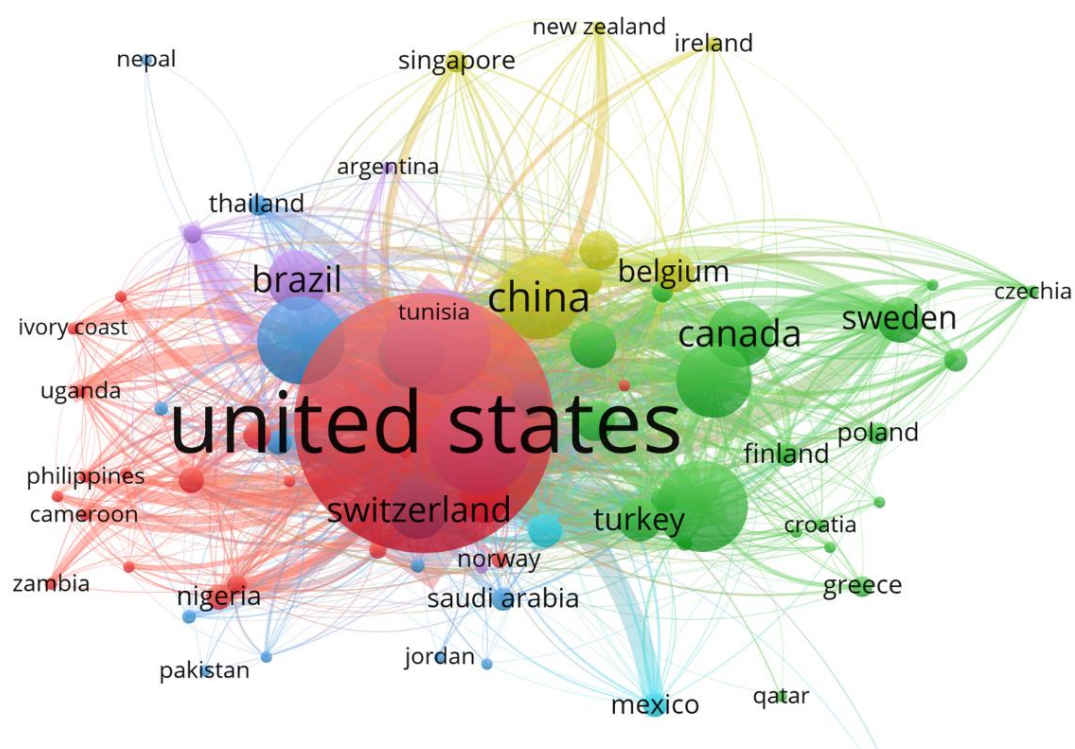 new zealand
ireland
nepal
singapore
argentina
thailand
brazil
belgium
china
czechia
tunisia
ivory coast
canada
sweden
uganda
united states
poland
finland
philippines
cameroon
switzerland
turkey
croatia
norway
zambia
nigeria
saudi arabia
greece
pakistan
jordan
mexico
qatar